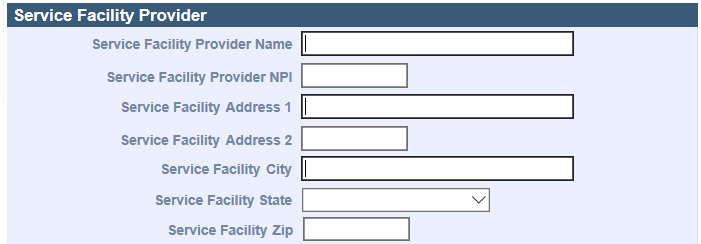 Service Facility Provider
Service Facility Provider Name
Service Facility Provider NPI
Service Facility Address 1
Service Facility Address 2
Service Facility City
Service Facility State
Service Facility Zip